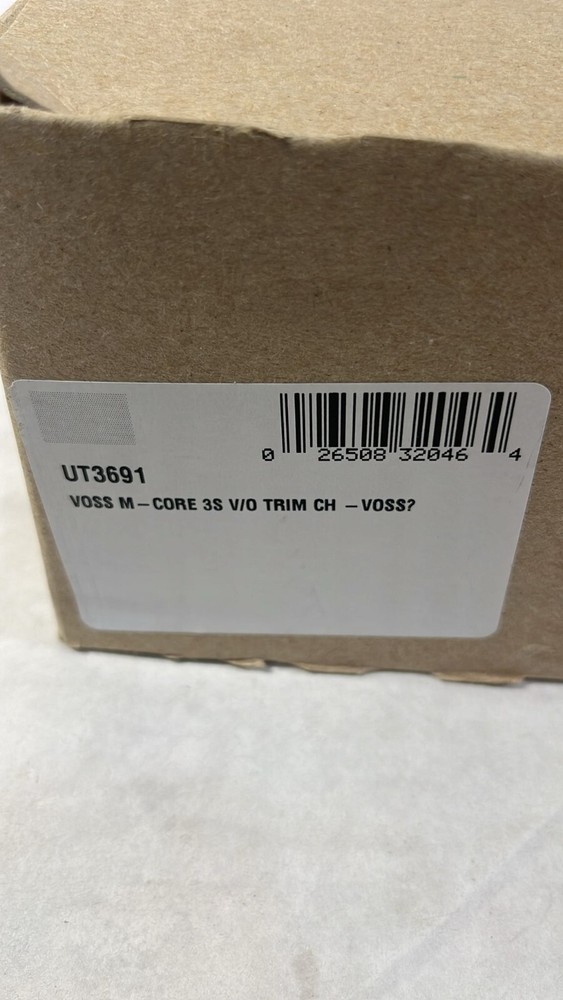 0 26508 32046 4
UT3691
VOSS M-CORE 3S V/O TRIM CH -VOSS?